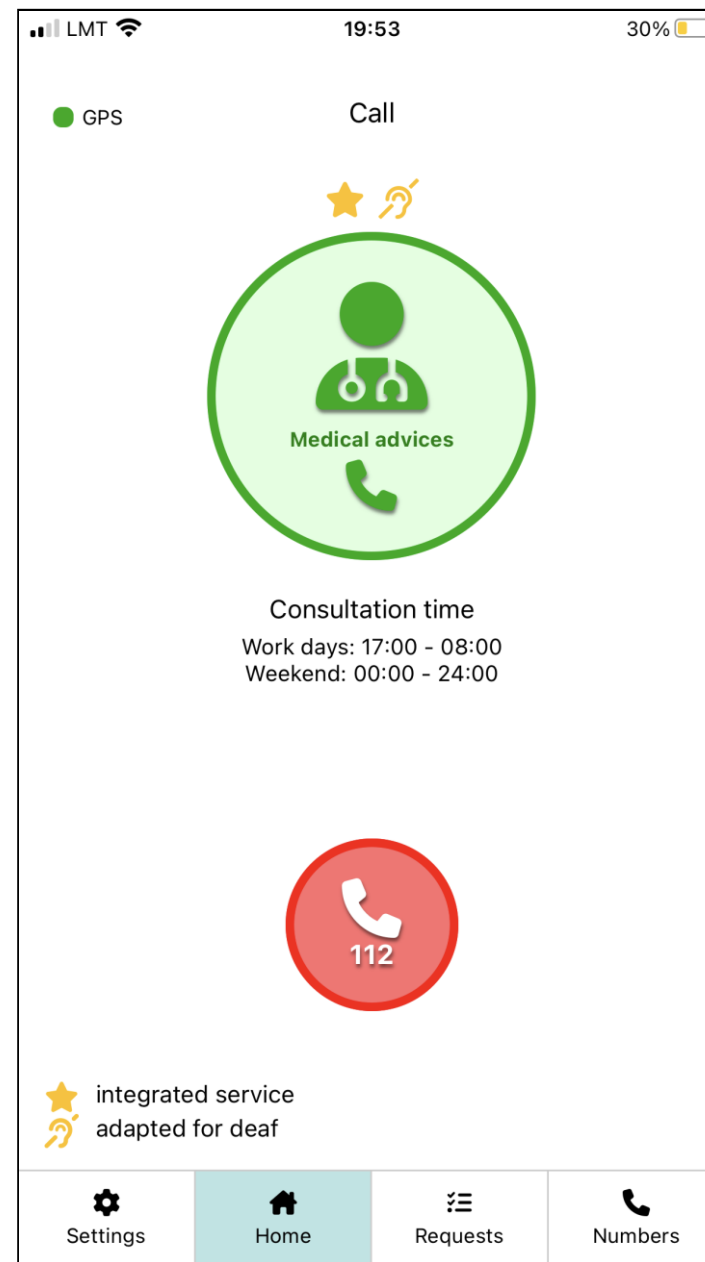 LMT 19:53 30%
GPS Call
Medical advices
Consultation time
Work days: 17:00 - 08:00
Weekend: 00:00 - 24:00
112
integrated service
adapted for deaf
Settings Home Requests Numbers